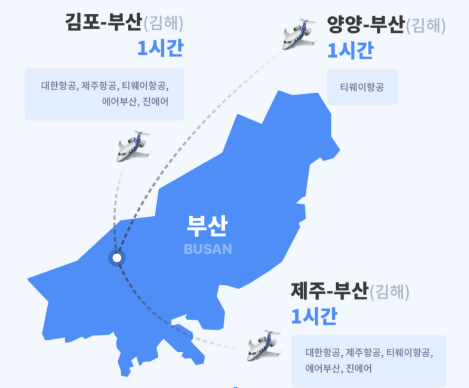 김포-부산(김해)
1시간
대한항공, 제주항공, 티웨이항공,
에어부산, 진에어
양양-부산(김해)
1시간
티웨이항공
부산
BUSAN
제주-부산(김해)
1시간
대한항공, 제주항공, 티웨이항공,
에어부산, 진에어